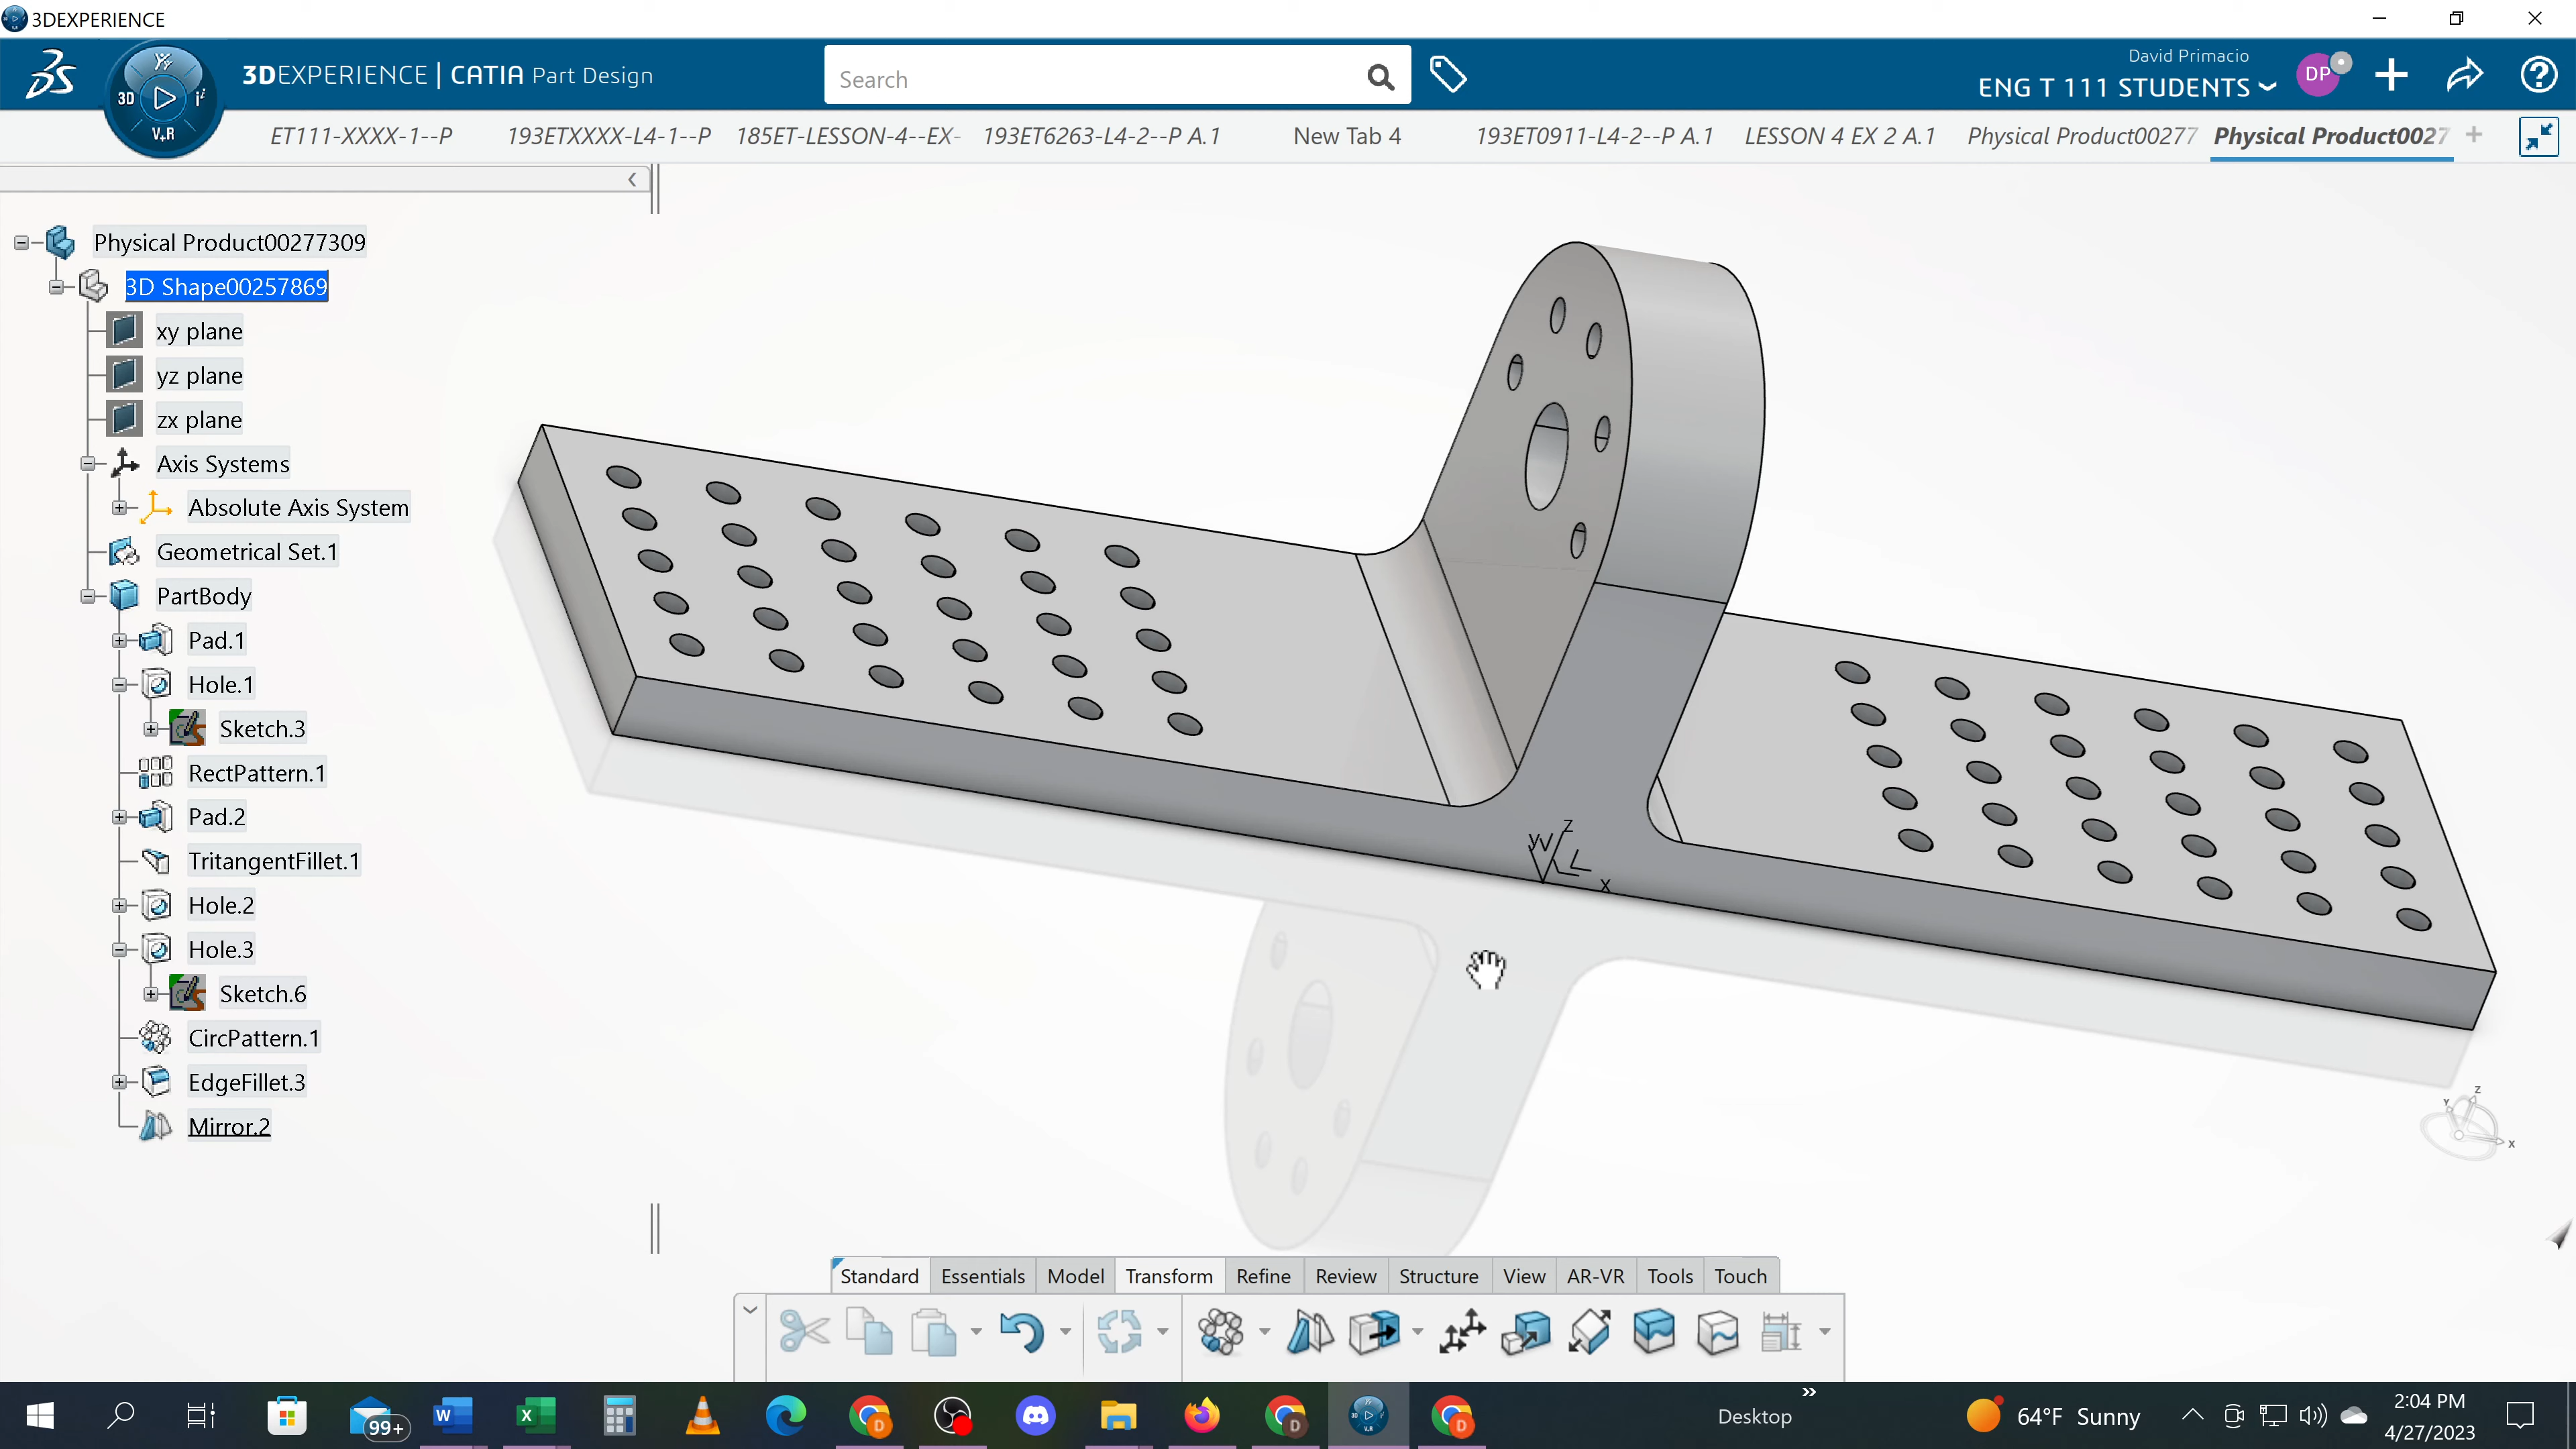 3DEXPERIENCE
3DEXPERIENCE | CATIA Part Design
3D
V+R
Search
David Primacio
ENG T 111 STUDENTS
DP
ET111-XXXX-1--P
193ETXXXX-L4-1--P
185ET-LESSON-4--EX-
193ET6263-L4-2--P A.1
New Tab 4
193ET0911-L4-2--P A.1
LESSON 4 EX 2 A.1
Physical Product00277
Physical Product0027
Physical Product00277309
3D Shape00257869
xy plane
yz plane
zx plane
Axis Systems
Absolute Axis System
Geometrical Set.1
PartBody
Pad.1
Hole.1
Sketch.3
RectPattern.1
Pad.2
TritangentFillet.1
Hole.2
Hole.3
Sketch.6
CircPattern.1
EdgeFillet.3
Mirror.2
z
y
x
z
y
x
Standard
Essentials
Model
Transform
Refine
Review
Structure
View
AR-VR
Tools
Touch
99+
Desktop
64°F Sunny
2:04 PM
4/27/2023